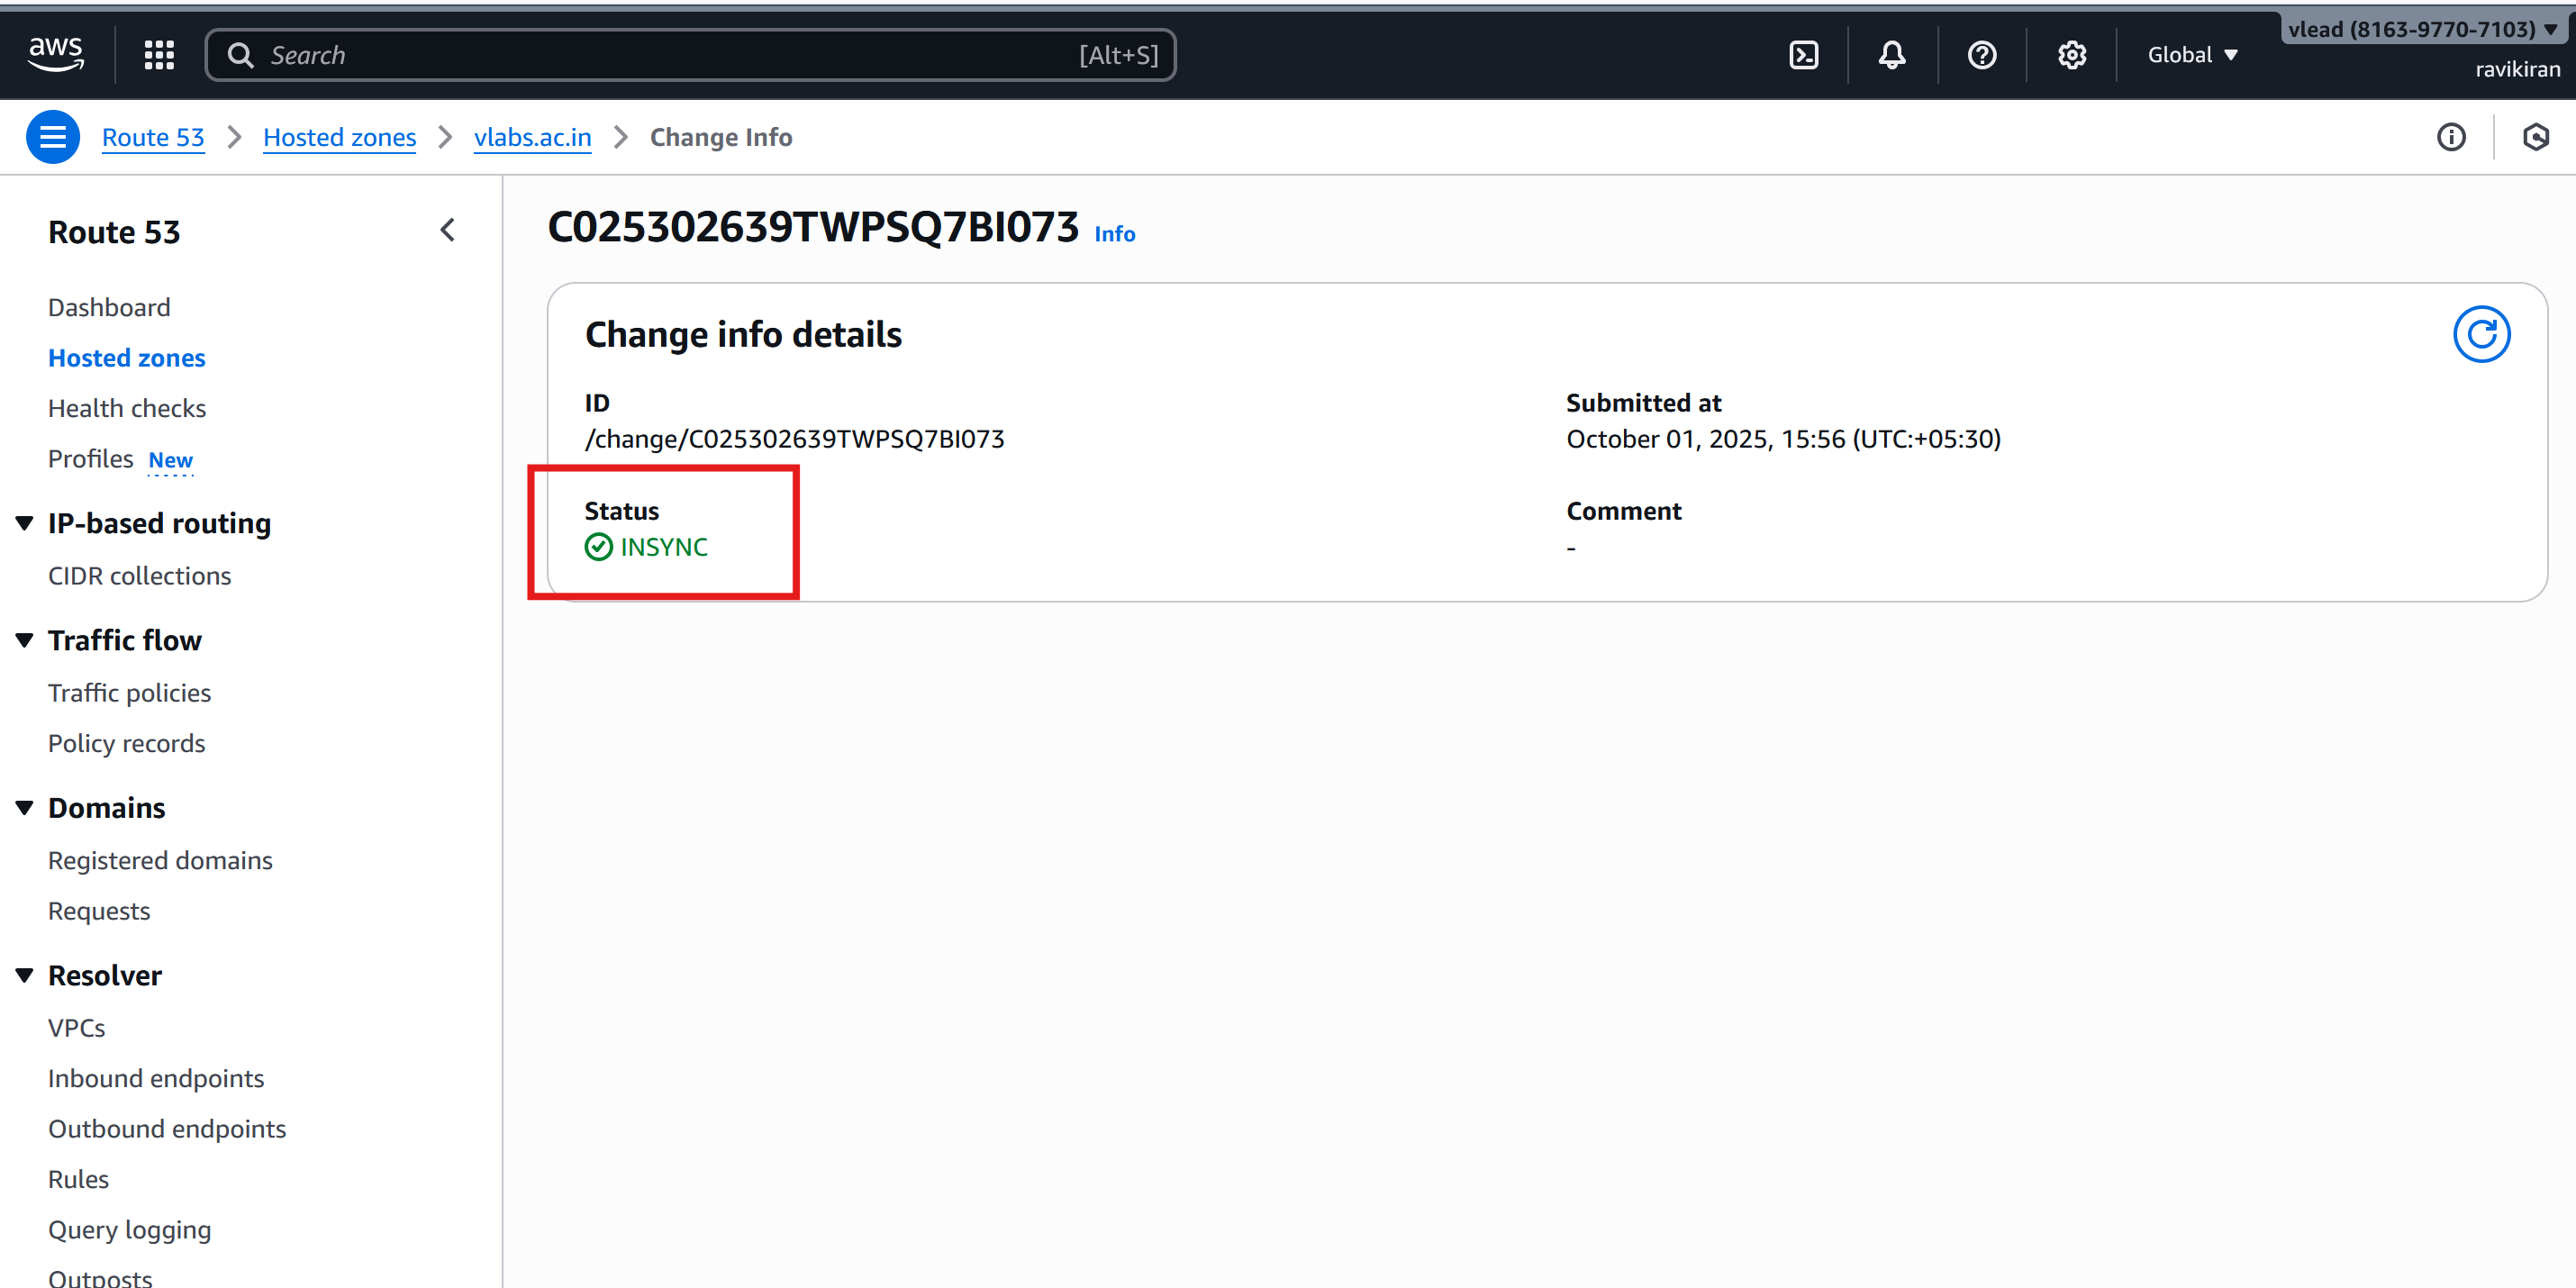 aws
Search [Alt+S]
Global
vlead (8163-9770-7103)
ravikiran
Route 53 Hosted zones vlabs.ac.in Change Info
Route 53
Dashboard
Hosted zones
Health checks
Profiles New
IP-based routing
CIDR collections
Traffic flow
Traffic policies
Policy records
Domains
Registered domains
Requests
Resolver
VPCs
Inbound endpoints
Outbound endpoints
Rules
Query logging
Outposts
C025302639TWPSQ7BI073 Info
Change info details
ID
/change/C025302639TWPSQ7BI073
Submitted at
October 01, 2025, 15:56 (UTC:+05:30)
Status
INSYNC
Comment
-